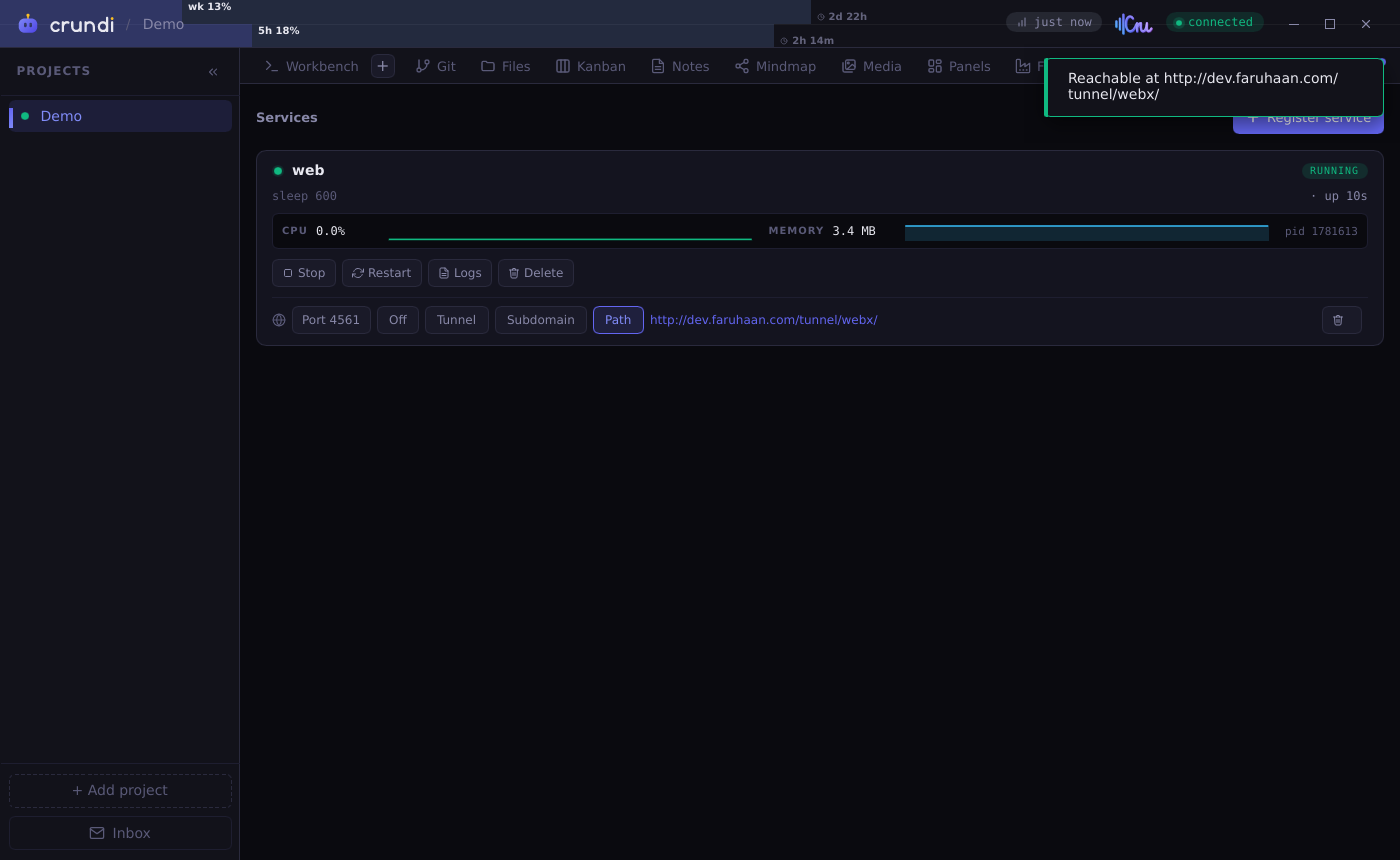 crundi / Demo
wk 13%
2d 22h
5h 18%
2h 14m
just now
Cru
connected
PROJECTS
«
Demo
+ Add project
Inbox
Workbench
+
Git
Files
Kanban
Notes
Mindmap
Media
Panels
Reachable at http://dev.faruhaan.com/
tunnel/webx/
Services
+ Register service
web
RUNNING
sleep 600
· up 10s
CPU 0.0%
MEMORY 3.4 MB
pid 1781613
Stop
Restart
Logs
Delete
Port 4561
Off
Tunnel
Subdomain
Path
http://dev.faruhaan.com/tunnel/webx/